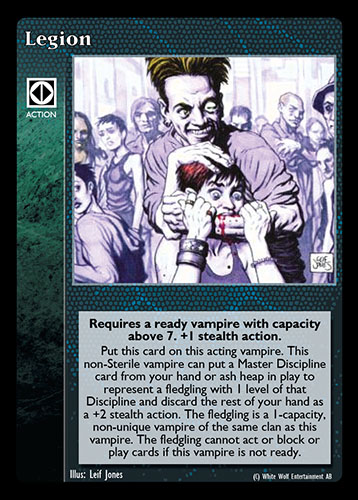 Legion
ACTION
LEIF
JONES
Requires a ready vampire with capacity
above 7. +1 stealth action.
Put this card on this acting vampire. This
non-Sterile vampire can put a Master Discipline
card from your hand or ash heap in play to
represent a fledgling with 1 level of that
Discipline and discard the rest of your hand as
a +2 stealth action. The fledgling is a 1-capacity,
non-unique vampire of the same clan as this
vampire. The fledgling cannot act or block or
play cards if this vampire is not ready.
Illus: Leif Jones
(C) White Wolf Entertainment AB